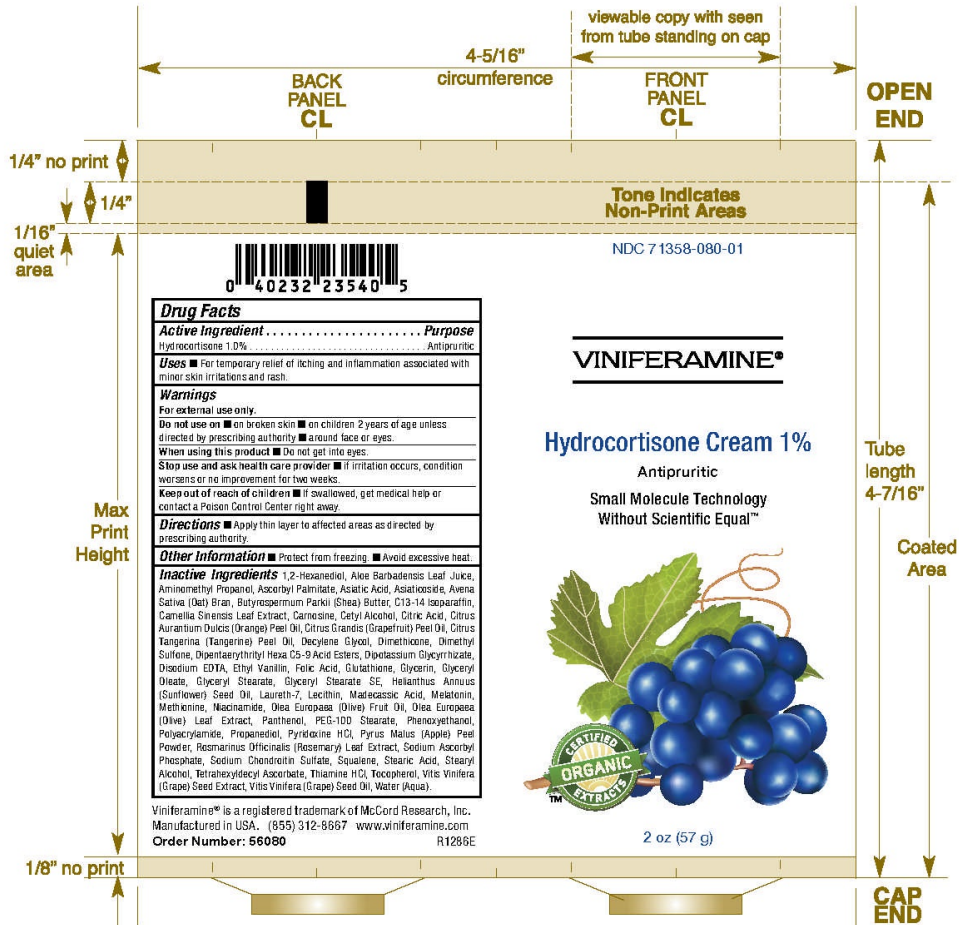 viewable copy with seen
from tube standing on cap
4-5/16"
circumference
BACK
PANEL
CL
FRONT
PANEL
CL
OPEN
END
1/4" no print
1/4"
1/16"
quiet
area
Tone Indicates
Non-Print Areas
NDC 71358-080-01
0 40232 23540 5
Drug Facts
Active Ingredient . . . . . . . . . . . . . . . . . . . . . . Purpose
Hydrocortisone 1.0% . . . . . . . . . . . . . . . . . . . . . . . . . . . . . . . Antipruritic
Uses ■ For temporary relief of itching and inflammation associated with
minor skin irritations and rash.
Warnings
For external use only.
Do not use on ■ on broken skin ■ on children 2 years of age unless
directed by prescribing authority ■ around face or eyes.
When using this product ■ Do not get into eyes.
Stop use and ask health care provider ■ if irritation occurs, condition
worsens or no improvement for two weeks.
Keep out of reach of children ■ If swallowed, get medical help or
contact a Poison Control Center right away.
Directions ■ Apply thin layer to affected areas as directed by
prescribing authority.
Other Information ■ Protect from freezing. ■ Avoid excessive heat.
Inactive Ingredients 1,2-Hexanediol, Aloe Barbadensis Leaf Juice,
Aminomethyl Propanol, Ascorbyl Palmitate, Asiatic Acid, Asiaticoside, Avena
Sativa (Oat) Bran, Butyrospermum Parkii (Shea) Butter, C13-14 Isoparaffin,
Camellia Sinensis Leaf Extract, Carnosine, Cetyl Alcohol, Citric Acid, Citrus
Aurantium Dulcis (Orange) Peel Oil, Citrus Grandis (Grapefruit) Peel Oil, Citrus
Tangerina (Tangerine) Peel Oil, Decylene Glycol, Dimethicone, Dimethyl
Sulfone, Dipentaerythrityl Hexa C5-9 Acid Esters, Dipotassium Glycyrrhizate,
Disodium EDTA, Ethyl Vanillin, Folic Acid, Glutathione, Glycerin, Glyceryl
Oleate, Glyceryl Stearate, Glyceryl Stearate SE, Helianthus Annuus
(Sunflower) Seed Oil, Laureth-7, Lecithin, Madecassic Acid, Melatonin,
Methionine, Niacinamide, Olea Europaea (Olive) Fruit Oil, Olea Europaea
(Olive) Leaf Extract, Panthenol, PEG-100 Stearate, Phenoxyethanol,
Polyacrylamide, Propanediol, Pyridoxine HCl, Pyrus Malus (Apple) Peel
Powder, Rosmarinus Officinalis (Rosemary) Leaf Extract, Sodium Ascorbyl
Phosphate, Sodium Chondroitin Sulfate, Squalene, Stearic Acid, Stearyl
Alcohol, Tetrahexyldecyl Ascorbate, Thiamine HCl, Tocopherol, Vitis Vinifera
(Grape) Seed Extract, Vitis Vinifera (Grape) Seed Oil, Water (Aqua).
Viniferamine® is a registered trademark of McCord Research, Inc.
Manufactured in USA. (855) 312-8667 www.viniferamine.com
Order Number: 56080 R1286E
VINIFERAMINE®
Hydrocortisone Cream 1%
Antipruritic
Small Molecule Technology
Without Scientific Equal™
CERTIFIED
ORGANIC
EXTRACTS
TM
2 oz (57 g)
Max
Print
Height
Tube
length
4-7/16"
Coated
Area
1/8" no print
CAP
END